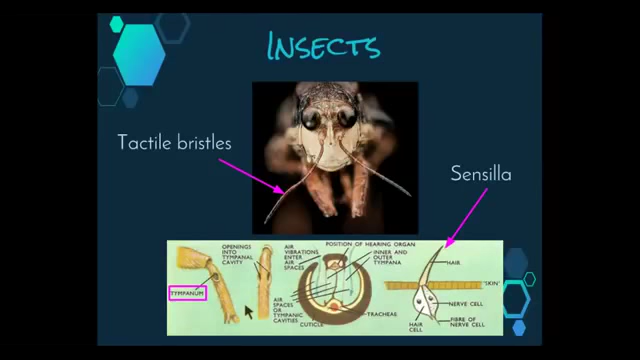 INSECTS
Tactile bristles
Sensilla
OPENINGS
INTO
TYMPANAL
CAVITY
TYMPANUM
AIR
VIBRATIONS
ENTER
AIR
SPACES
POSITION OF HEARING ORGAN
INNER AND
OUTER
TYMPANA
AIR
SPACES
OR
TYMPANIC
CAVITIES
CUTICLE
TRACHEAE
HAIR
'SKIN'
NERVE CELL
HAIR
CELL
FIBRE OF
NERVE CELL